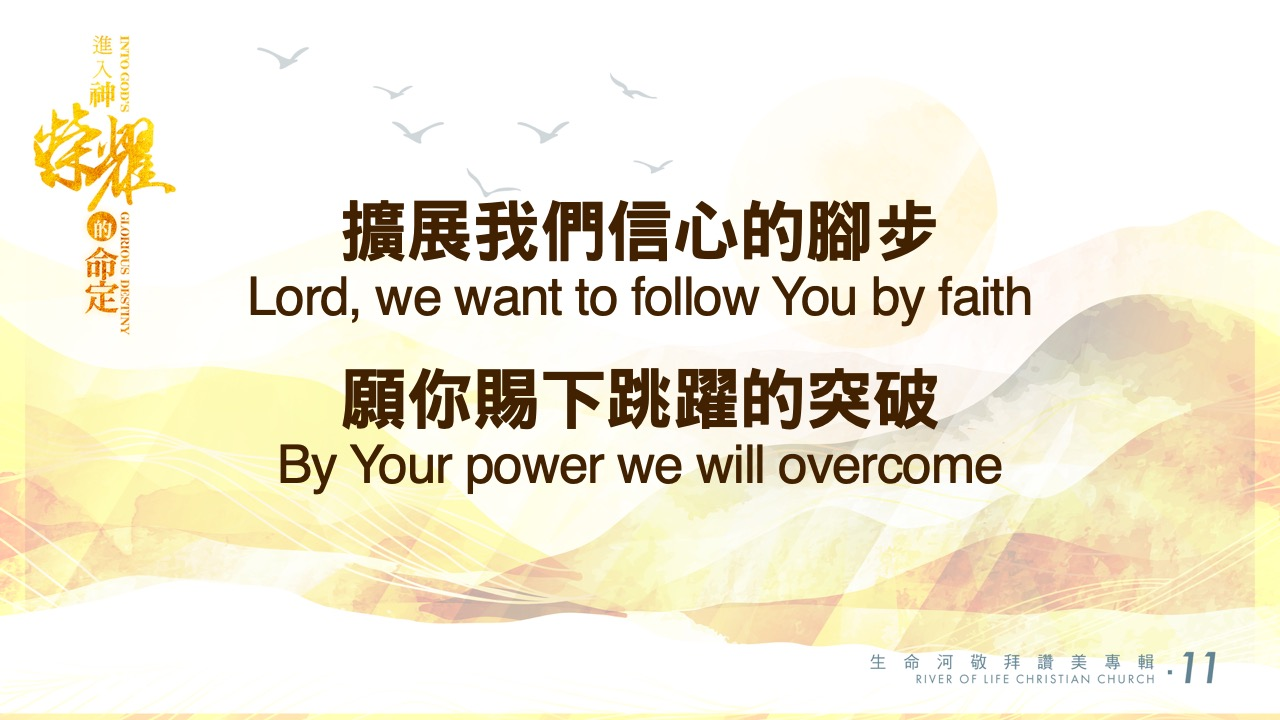 進入神
榮耀
的
命定
INTO GOD'S
GLORIOUS DESTINY
擴展我們信心的腳步
Lord, we want to follow You by faith
願你賜下跳躍的突破
By Your power we will overcome
生命河敬拜讚美專輯
RIVER OF LIFE CHRISTIAN CHURCH
·11